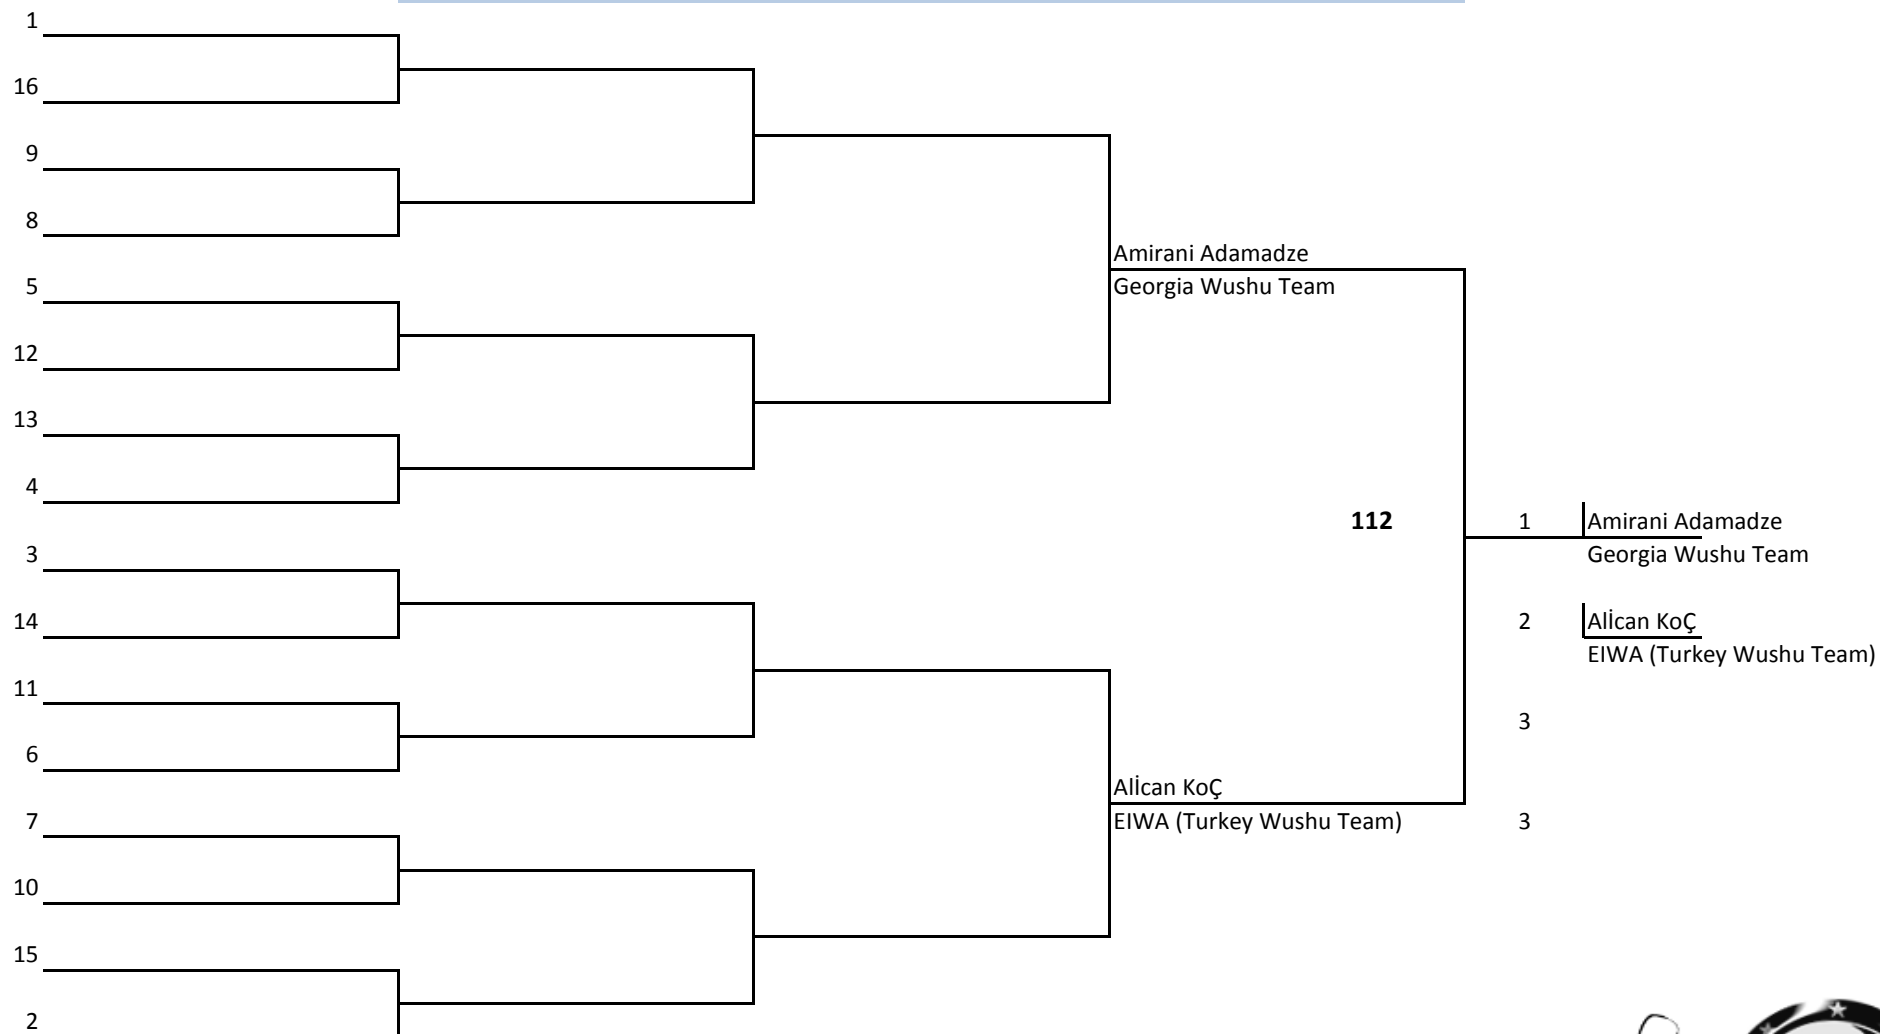 1
16
9
8
Amirani Adamadze
5
Georgia Wushu Team
12
13
4
112
1
Amirani Adamadze
3
Georgia Wushu Team
14
2
Alİcan KoÇ
EIWA (Turkey Wushu Team)
11
3
6
Alİcan KoÇ
7
EIWA (Turkey Wushu Team)
3
10
15
2